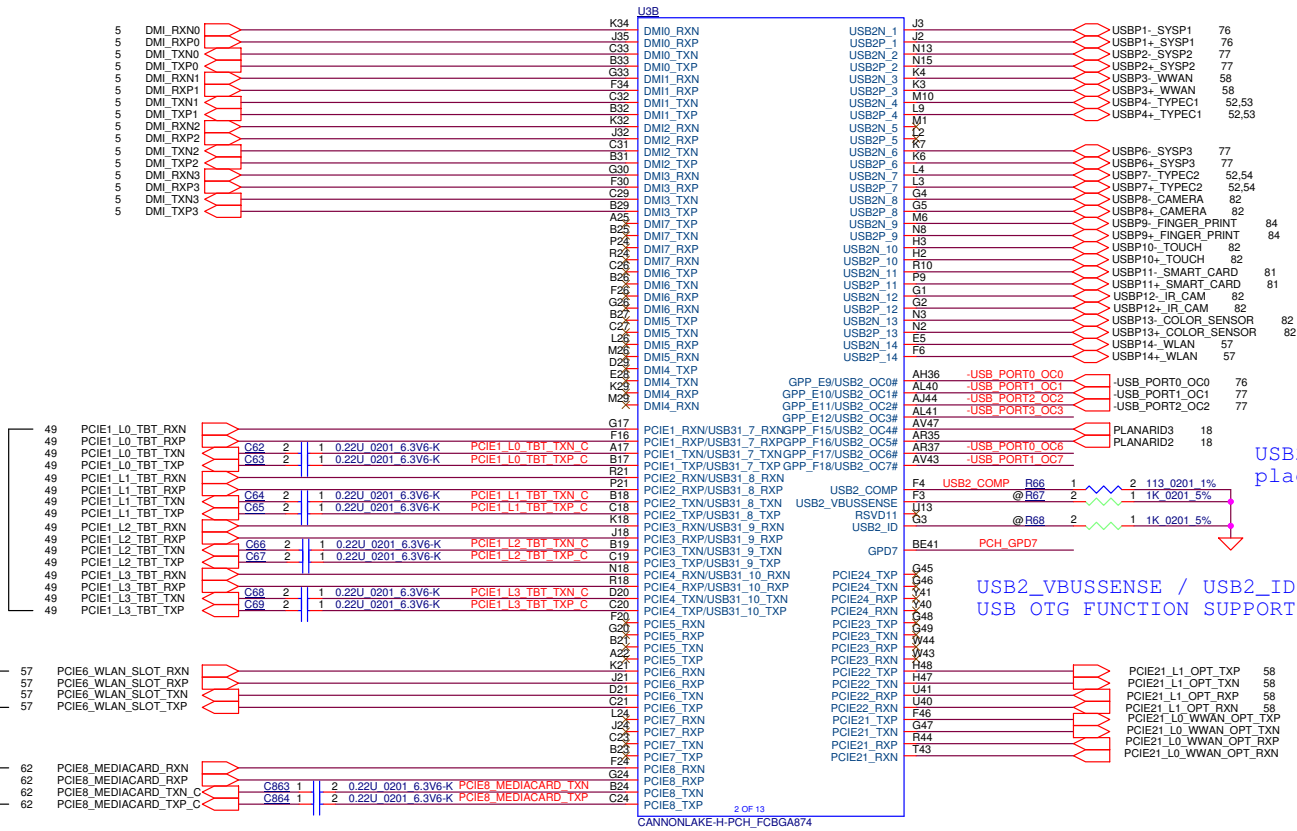 U3B
5 DMI_RXN0 K34 DMI0_RXN USB2N_1 J3 USBP1-_SYSP1 76
5 DMI_RXP0 J35 DMI0_RXP USB2P_1 J2 USBP1+_SYSP1 76
5 DMI_TXN0 C33 DMI0_TXN USB2N_2 N13 USBP2-_SYSP2 77
5 DMI_TXP0 B33 DMI0_TXP USB2P_2 N15 USBP2+_SYSP2 77
5 DMI_RXN1 G33 DMI1_RXN USB2N_3 K4 USBP3-_WWAN 58
5 DMI_RXP1 F34 DMI1_RXP USB2P_3 K3 USBP3+_WWAN 58
5 DMI_TXN1 C32 DMI1_TXN USB2N_4 M10 USBP4-_TYPEC1 52,53
5 DMI_TXP1 B32 DMI1_TXP USB2P_4 L9 USBP4+_TYPEC1 52,53
5 DMI_RXN2 K32 DMI2_RXN USB2N_5 M1
5 DMI_RXP2 J32 DMI2_RXP USB2P_5 L2
5 DMI_TXN2 C31 DMI2_TXN USB2N_6 K7 USBP6-_SYSP3 77
5 DMI_TXP2 B31 DMI2_TXP USB2P_6 K6 USBP6+_SYSP3 77
5 DMI_RXN3 G30 DMI3_RXN USB2N_7 L4 USBP7-_TYPEC2 52,54
5 DMI_RXP3 F30 DMI3_RXP USB2P_7 L3 USBP7+_TYPEC2 52,54
5 DMI_TXN3 C29 DMI3_TXN USB2N_8 G4 USBP8-_CAMERA 82
5 DMI_TXP3 B29 DMI3_TXP USB2P_8 G5 USBP8+_CAMERA 82
A25 DMI7_TXP USB2N_9 M6 USBP9-_FINGER_PRINT 84
B25 DMI7_TXN USB2P_9 N8 USBP9+_FINGER_PRINT 84
P24 DMI7_RXP USB2N_10 H3 USBP10-_TOUCH 82
R24 DMI7_RXN USB2P_10 H2 USBP10+_TOUCH 82
C26 DMI6_TXP USB2N_11 R10 USBP11-_SMART_CARD 81
B26 DMI6_TXN USB2P_11 P9 USBP11+_SMART_CARD 81
F26 DMI6_RXP USB2N_12 G1 USBP12-_IR_CAM 82
G26 DMI6_RXN USB2P_12 G2 USBP12+_IR_CAM 82
B27 DMI5_TXP USB2N_13 N3 USBP13-_COLOR_SENSOR 82
C27 DMI5_TXN USB2P_13 N2 USBP13+_COLOR_SENSOR 82
L26 DMI5_RXP USB2N_14 E5 USBP14-_WLAN 57
M26 DMI5_RXN USB2P_14 F6 USBP14+_WLAN 57
D29 DMI4_TXP
E28 DMI4_TXN GPP_E9/USB2_OC0# AH36 -USB_PORT0_OC0 -USB_PORT0_OC0 76
K29 DMI4_RXP GPP_E10/USB2_OC1# AL40 -USB_PORT1_OC1 -USB_PORT1_OC1 77
M29 DMI4_RXN GPP_E11/USB2_OC2# AJ44 -USB_PORT2_OC2 -USB_PORT2_OC2 77
GPP_E12/USB2_OC3# AL41 -USB_PORT3_OC3
49 PCIE1_L0_TBT_RXN G17 PCIE1_RXN/USB31_7_RXN GPP_F15/USB2_OC4# AV47 PLANARID3 18
49 PCIE1_L0_TBT_RXP F16 PCIE1_RXP/USB31_7_RXP GPP_F16/USB2_OC5# AR35 PLANARID2 18
49 PCIE1_L0_TBT_TXN C62 2 1 0.22U_0201_6.3V6-K PCIE1_L0_TBT_TXN_C A17 PCIE1_TXN/USB31_7_TXN GPP_F17/USB2_OC6# AR37 -USB_PORT0_OC6
49 PCIE1_L0_TBT_TXP C63 2 1 0.22U_0201_6.3V6-K PCIE1_L0_TBT_TXP_C B17 PCIE1_TXP/USB31_7_TXP GPP_F18/USB2_OC7# AV43 -USB_PORT1_OC7
49 PCIE1_L1_TBT_RXN R21 PCIE2_RXN/USB31_8_RXN
49 PCIE1_L1_TBT_RXP P21 PCIE2_RXP/USB31_8_RXP USB2_COMP F4 USB2_COMP R66 1 2 113_0201_1%
49 PCIE1_L1_TBT_TXN C64 2 1 0.22U_0201_6.3V6-K PCIE1_L1_TBT_TXN_C B18 PCIE2_TXN/USB31_8_TXN USB2_VBUSSENSE F3 @ R67 2 1 1K_0201_5%
49 PCIE1_L1_TBT_TXP C65 2 1 0.22U_0201_6.3V6-K PCIE1_L1_TBT_TXP_C C18 PCIE2_TXP/USB31_8_TXP RSVD11 U13
49 PCIE1_L2_TBT_RXN K18 PCIE3_RXN/USB31_9_RXN USB2_ID G3 @ R68 2 1 1K_0201_5%
49 PCIE1_L2_TBT_RXP J18 PCIE3_RXP/USB31_9_RXP
49 PCIE1_L2_TBT_TXN C66 2 1 0.22U_0201_6.3V6-K PCIE1_L2_TBT_TXN_C B19 PCIE3_TXN/USB31_9_TXN GPD7 BE41 PCH_GPD7
49 PCIE1_L2_TBT_TXP C67 2 1 0.22U_0201_6.3V6-K PCIE1_L2_TBT_TXP_C C19 PCIE3_TXP/USB31_9_TXP
49 PCIE1_L3_TBT_RXN N18 PCIE4_RXN/USB31_10_RXN PCIE24_TXP G45
49 PCIE1_L3_TBT_RXP R18 PCIE4_RXP/USB31_10_RXP PCIE24_TXN G46
49 PCIE1_L3_TBT_TXN C68 2 1 0.22U_0201_6.3V6-K PCIE1_L3_TBT_TXN_C D20 PCIE4_TXN/USB31_10_TXN PCIE24_RXP Y41
49 PCIE1_L3_TBT_TXP C69 2 1 0.22U_0201_6.3V6-K PCIE1_L3_TBT_TXP_C C20 PCIE4_TXP/USB31_10_TXP PCIE24_RXN Y40
USB2_VBUSSENSE / USB2_ID
USB OTG FUNCTION SUPPORT
F20 PCIE5_RXN PCIE23_TXP G48
G20 PCIE5_RXP PCIE23_TXN G49
B21 PCIE5_TXN PCIE23_RXP W44
A22 PCIE5_TXP PCIE23_RXN W43
57 PCIE6_WLAN_SLOT_RXN K21 PCIE6_RXN PCIE22_TXP H48 PCIE21_L1_OPT_TXP 58
57 PCIE6_WLAN_SLOT_RXP J21 PCIE6_RXP PCIE22_TXN H47 PCIE21_L1_OPT_TXN 58
57 PCIE6_WLAN_SLOT_TXN D21 PCIE6_TXN PCIE22_RXP U41 PCIE21_L1_OPT_RXP 58
57 PCIE6_WLAN_SLOT_TXP C21 PCIE6_TXP PCIE22_RXN U40 PCIE21_L1_OPT_RXN 58
L24 PCIE7_RXN PCIE21_TXP F46 PCIE21_L0_WWAN_OPT_TXP
J24 PCIE7_RXP PCIE21_TXN G47 PCIE21_L0_WWAN_OPT_TXN
C23 PCIE7_TXN PCIE21_RXP R44 PCIE21_L0_WWAN_OPT_RXP
B23 PCIE7_TXP PCIE21_RXN T43 PCIE21_L0_WWAN_OPT_RXN
62 PCIE8_MEDIACARD_RXN F24 PCIE8_RXN
62 PCIE8_MEDIACARD_RXP G24 PCIE8_RXP
62 PCIE8_MEDIACARD_TXN_C C863 1 2 0.22U_0201_6.3V6-K PCIE8_MEDIACARD_TXN B24 PCIE8_TXN
62 PCIE8_MEDIACARD_TXP_C C864 1 2 0.22U_0201_6.3V6-K PCIE8_MEDIACARD_TXP C24 PCIE8_TXP
2 OF 13
CANNONLAKE-H-PCH_FCBGA874